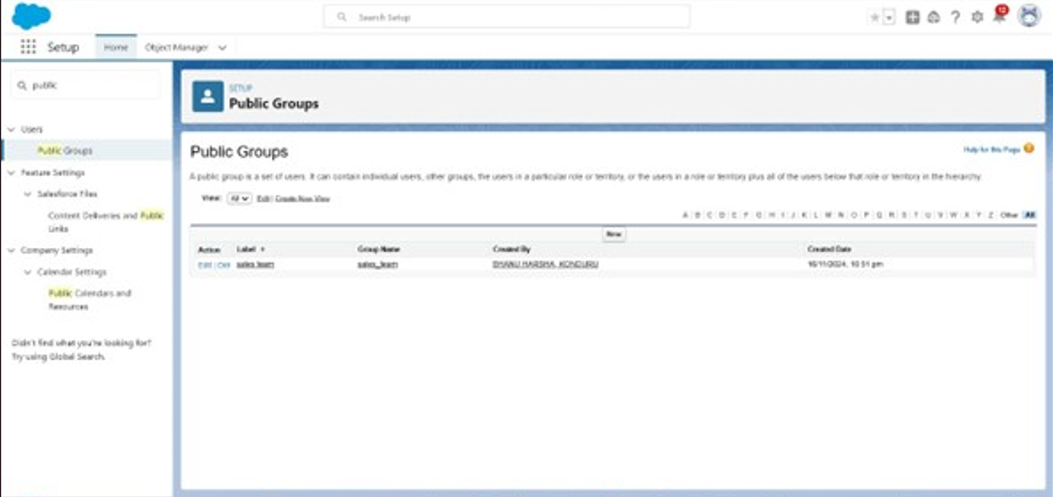 Search Setup
12
Setup
Home
Object Manager
public
Users
Public Groups
Feature Settings
Salesforce Files
Content Deliveries and Public
Links
Company Settings
Calendar Settings
Public Calendars and
Resources
Didn't find what you're looking for?
Try using Global Search.
SETUP
Public Groups
Public Groups
Help for this Page
A public group is a set of users. It can contain individual users, other groups, the users in a particular role or territory, or the users in a role or territory plus all of the users below that role or territory in the hierarchy.
View: All Edit | Create New View
A | B | C | D | E | F | G | H | I | J | K | L | M | N | O | P | Q | R | S | T | U | V | W | X | Y | Z | Other | All
New
Action Label ↑ Group Name Created By Created Date
Edit | Del sales team sales_team BHANU HARSHA, KONDURU 16/11/2024, 10:51 pm